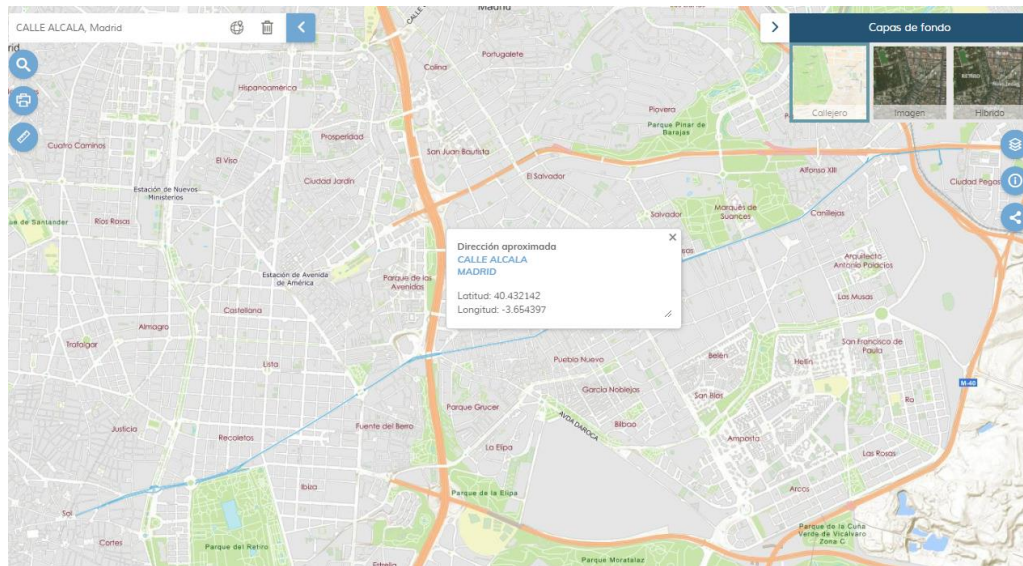 CALLE ALCALA, Madrid
Capas de fondo
Callejero
Imagen
Híbrido
Madrid
Portugalete
Colina
Hispanoamérica
Piovera
Parque Pinar de
Barajas
Prosperidad
Cuatro Caminos
San Juan Bautista
El Viso
Alfonso XIII
El Salvador
Ciudad Jardín
Ciudad Pegaso
Estación de Nuevos
Ministerios
Marqués de
Suances
Salvador
Canillejas
de Santander
Ríos Rosas
Dirección aproximada
CALLE ALCALA
MADRID
Latitud: 40.432142
Longitud: -3.654397
Arquitecto
Antonio Palacios
Estación de Avenida
de América
Parque de las
Avenidas
Las Musas
Castellana
Almagro
Trafalgar
San Francisco de
Paula
Lista
Pueblo Nuevo
Belén
Hellín
M-40
García Noblejas
San Blas
Parque Grucer
AVDA DAROCA
Justicia
Recoletos
Fuente del Berro
Bilbao
Amposta
La Elipa
Las Rosas
Ibiza
Arcos
Parque de la Elipa
Sol
Parque de la Cuña
Verde de Vicálvaro
Zona C
Cortes
Parque del Retiro
Parque Moratalaz
Estrella